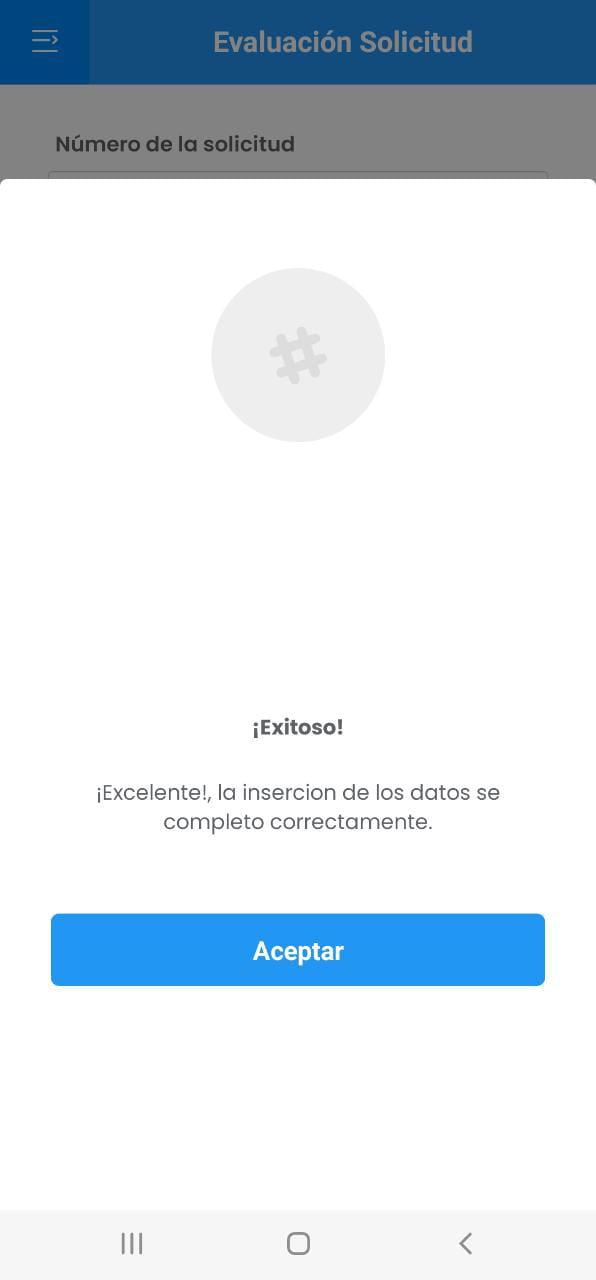 Evaluación Solicitud
Número de la solicitud
¡Exitoso!
¡Excelente!, la insercion de los datos se
completo correctamente.
Aceptar